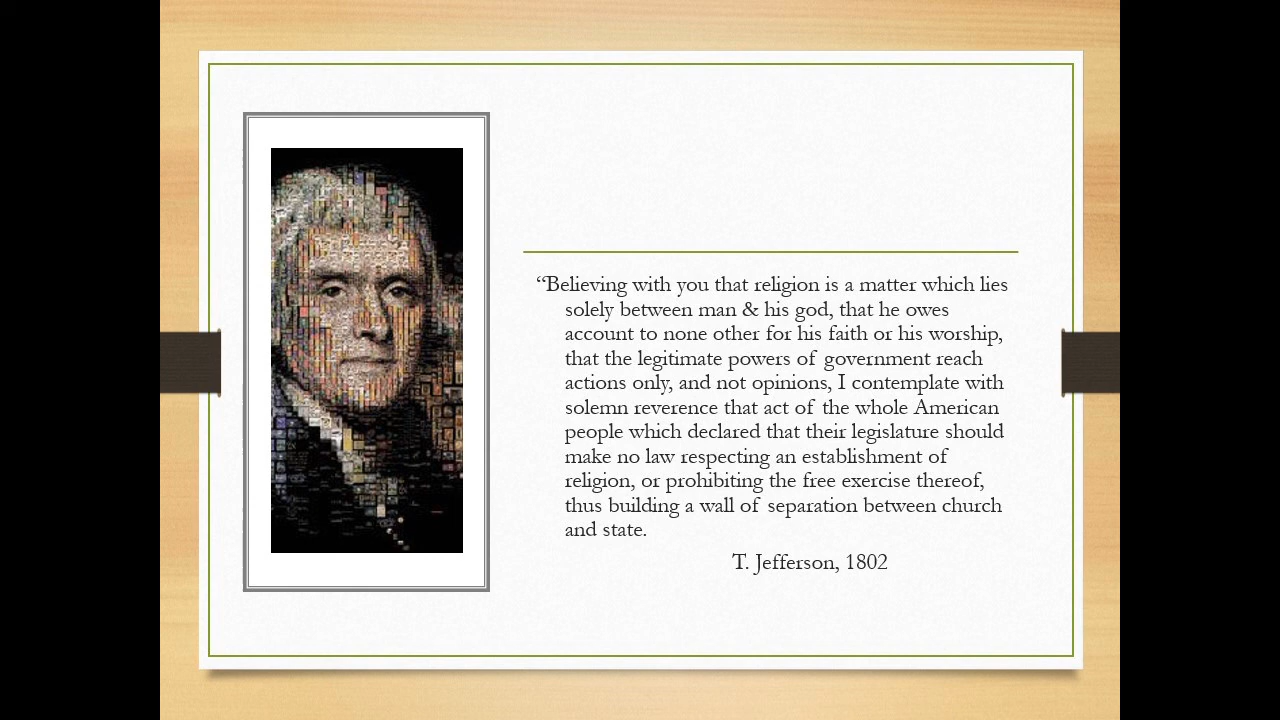 “Believing with you that religion is a matter which lies
solely between man & his god, that he owes
account to none other for his faith or his worship,
that the legitimate powers of government reach
actions only, and not opinions, I contemplate with
solemn reverence that act of the whole American
people which declared that their legislature should
make no law respecting an establishment of
religion, or prohibiting the free exercise thereof,
thus building a wall of separation between church
and state.
T. Jefferson, 1802